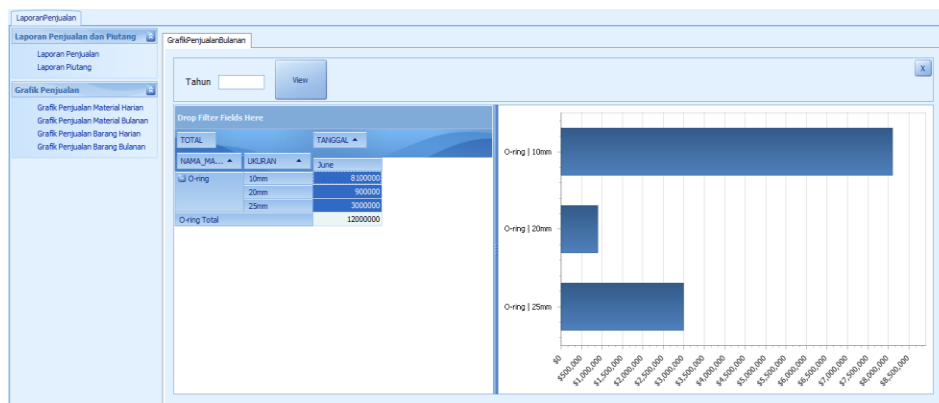 LaporanPenjualan
Laporan Penjualan dan Piutang
Laporan Penjualan
Laporan Piutang
Grafik Penjualan
Grafik Penjualan Material Harian
Grafik Penjualan Material Bulanan
Grafik Penjualan Barang Harian
Grafik Penjualan Barang Bulanan
GrafikPenjualanBulanan
Tahun
View
X
Drop Filter Fields Here
TOTAL
TANGGAL
NAMA_MA... UKURAN June
O-ring 10mm 8100000
20mm 900000
25mm 3000000
O-ring Total 12000000
O-ring | 10mm
O-ring | 20mm
O-ring | 25mm
$0 $500,000 $1,000,000 $1,500,000 $2,000,000 $2,500,000 $3,000,000 $3,500,000 $4,000,000 $4,500,000 $5,000,000 $5,500,000 $6,000,000 $6,500,000 $7,000,000 $7,500,000 $8,000,000 $8,500,000